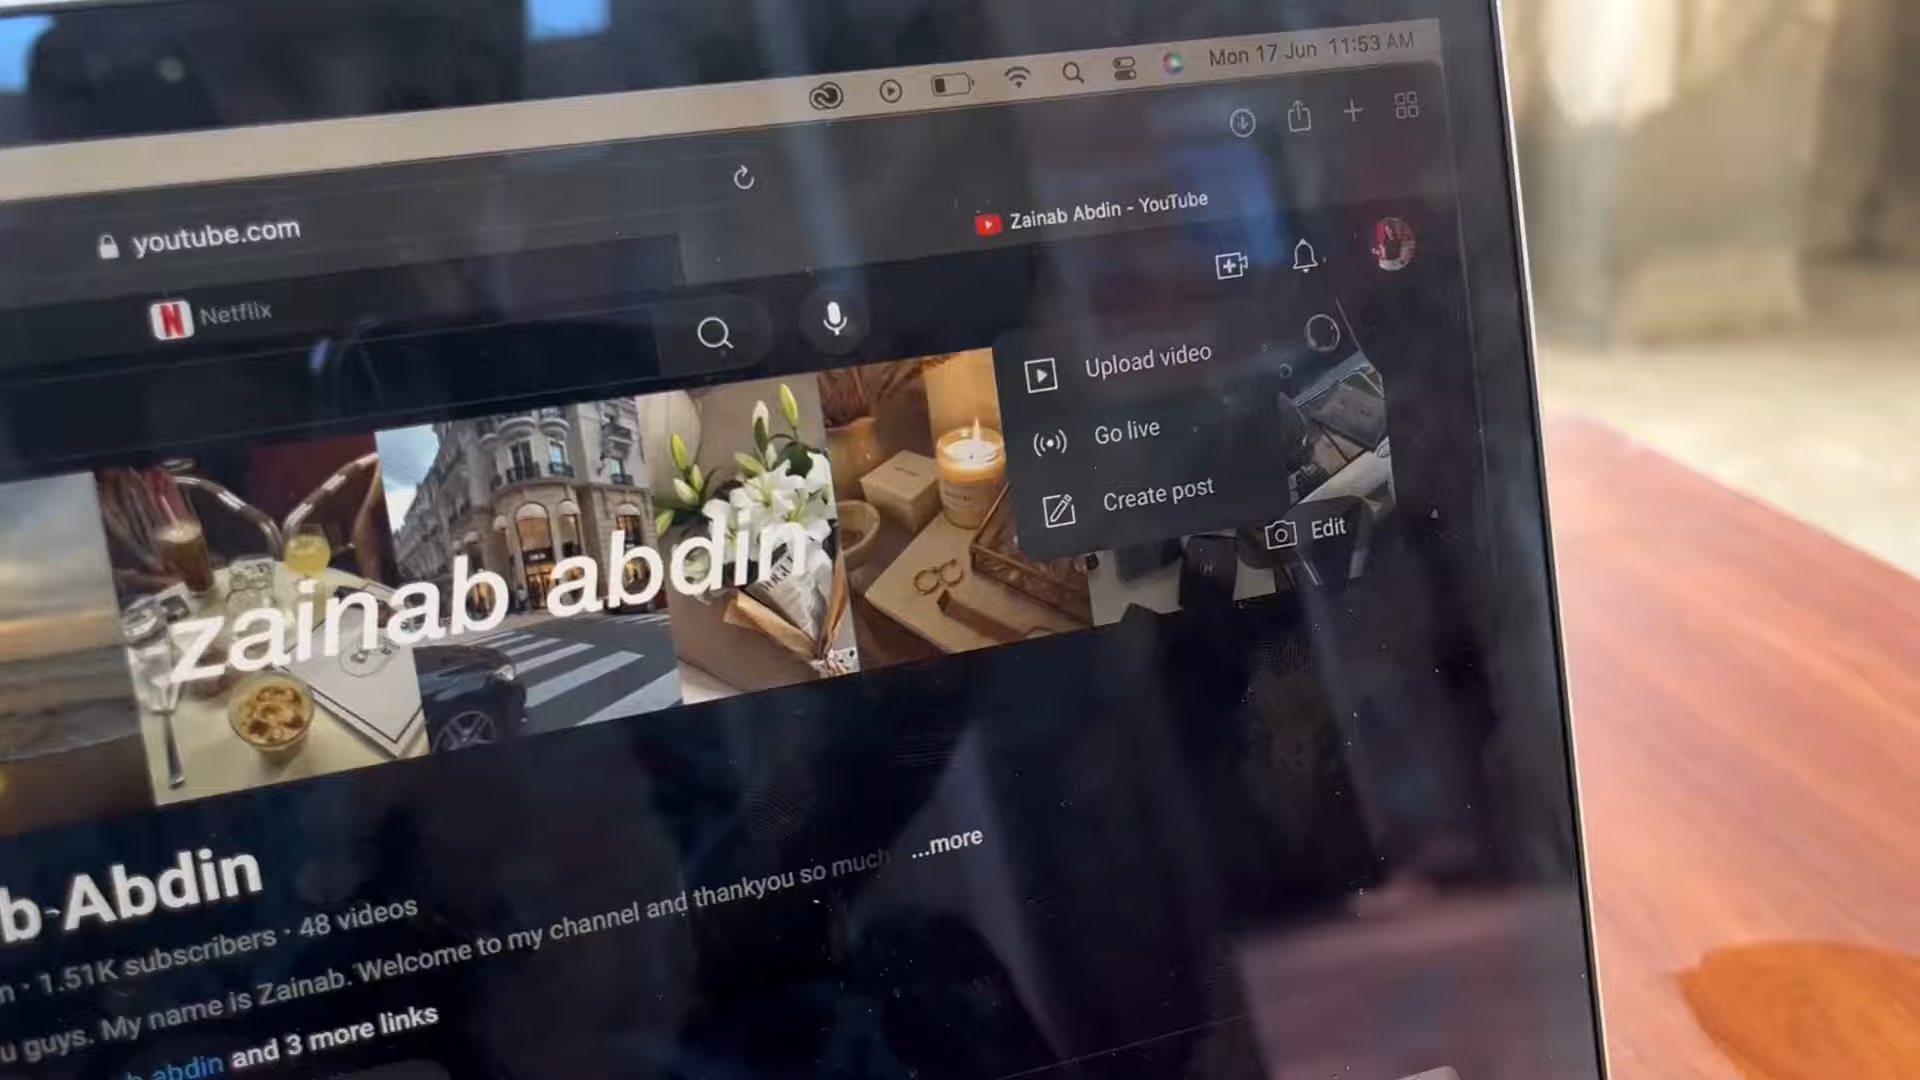 Mon 17 Jun 11:53 AM
youtube.com
Zainab Abdin - YouTube
Netflix
Upload video
Go live
Create post
Edit
zainab abdin
b Abdin
n · 1.51K subscribers · 48 videos
u guys. My name is Zainab. Welcome to my channel and thankyou so much ...more
abdin and 3 more links